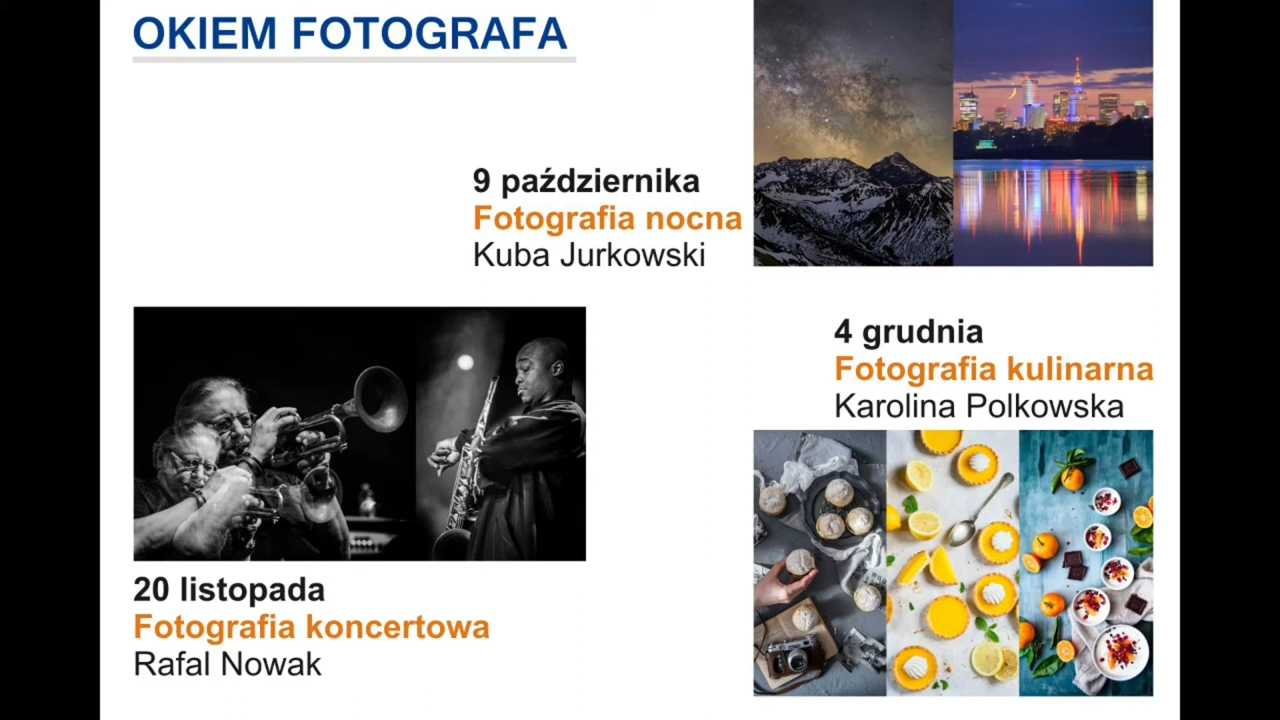 OKIEM FOTOGRAFA
9 października
Fotografia nocna
Kuba Jurkowski
4 grudnia
Fotografia kulinarna
Karolina Polkowska
20 listopada
Fotografia koncertowa
Rafal Nowak